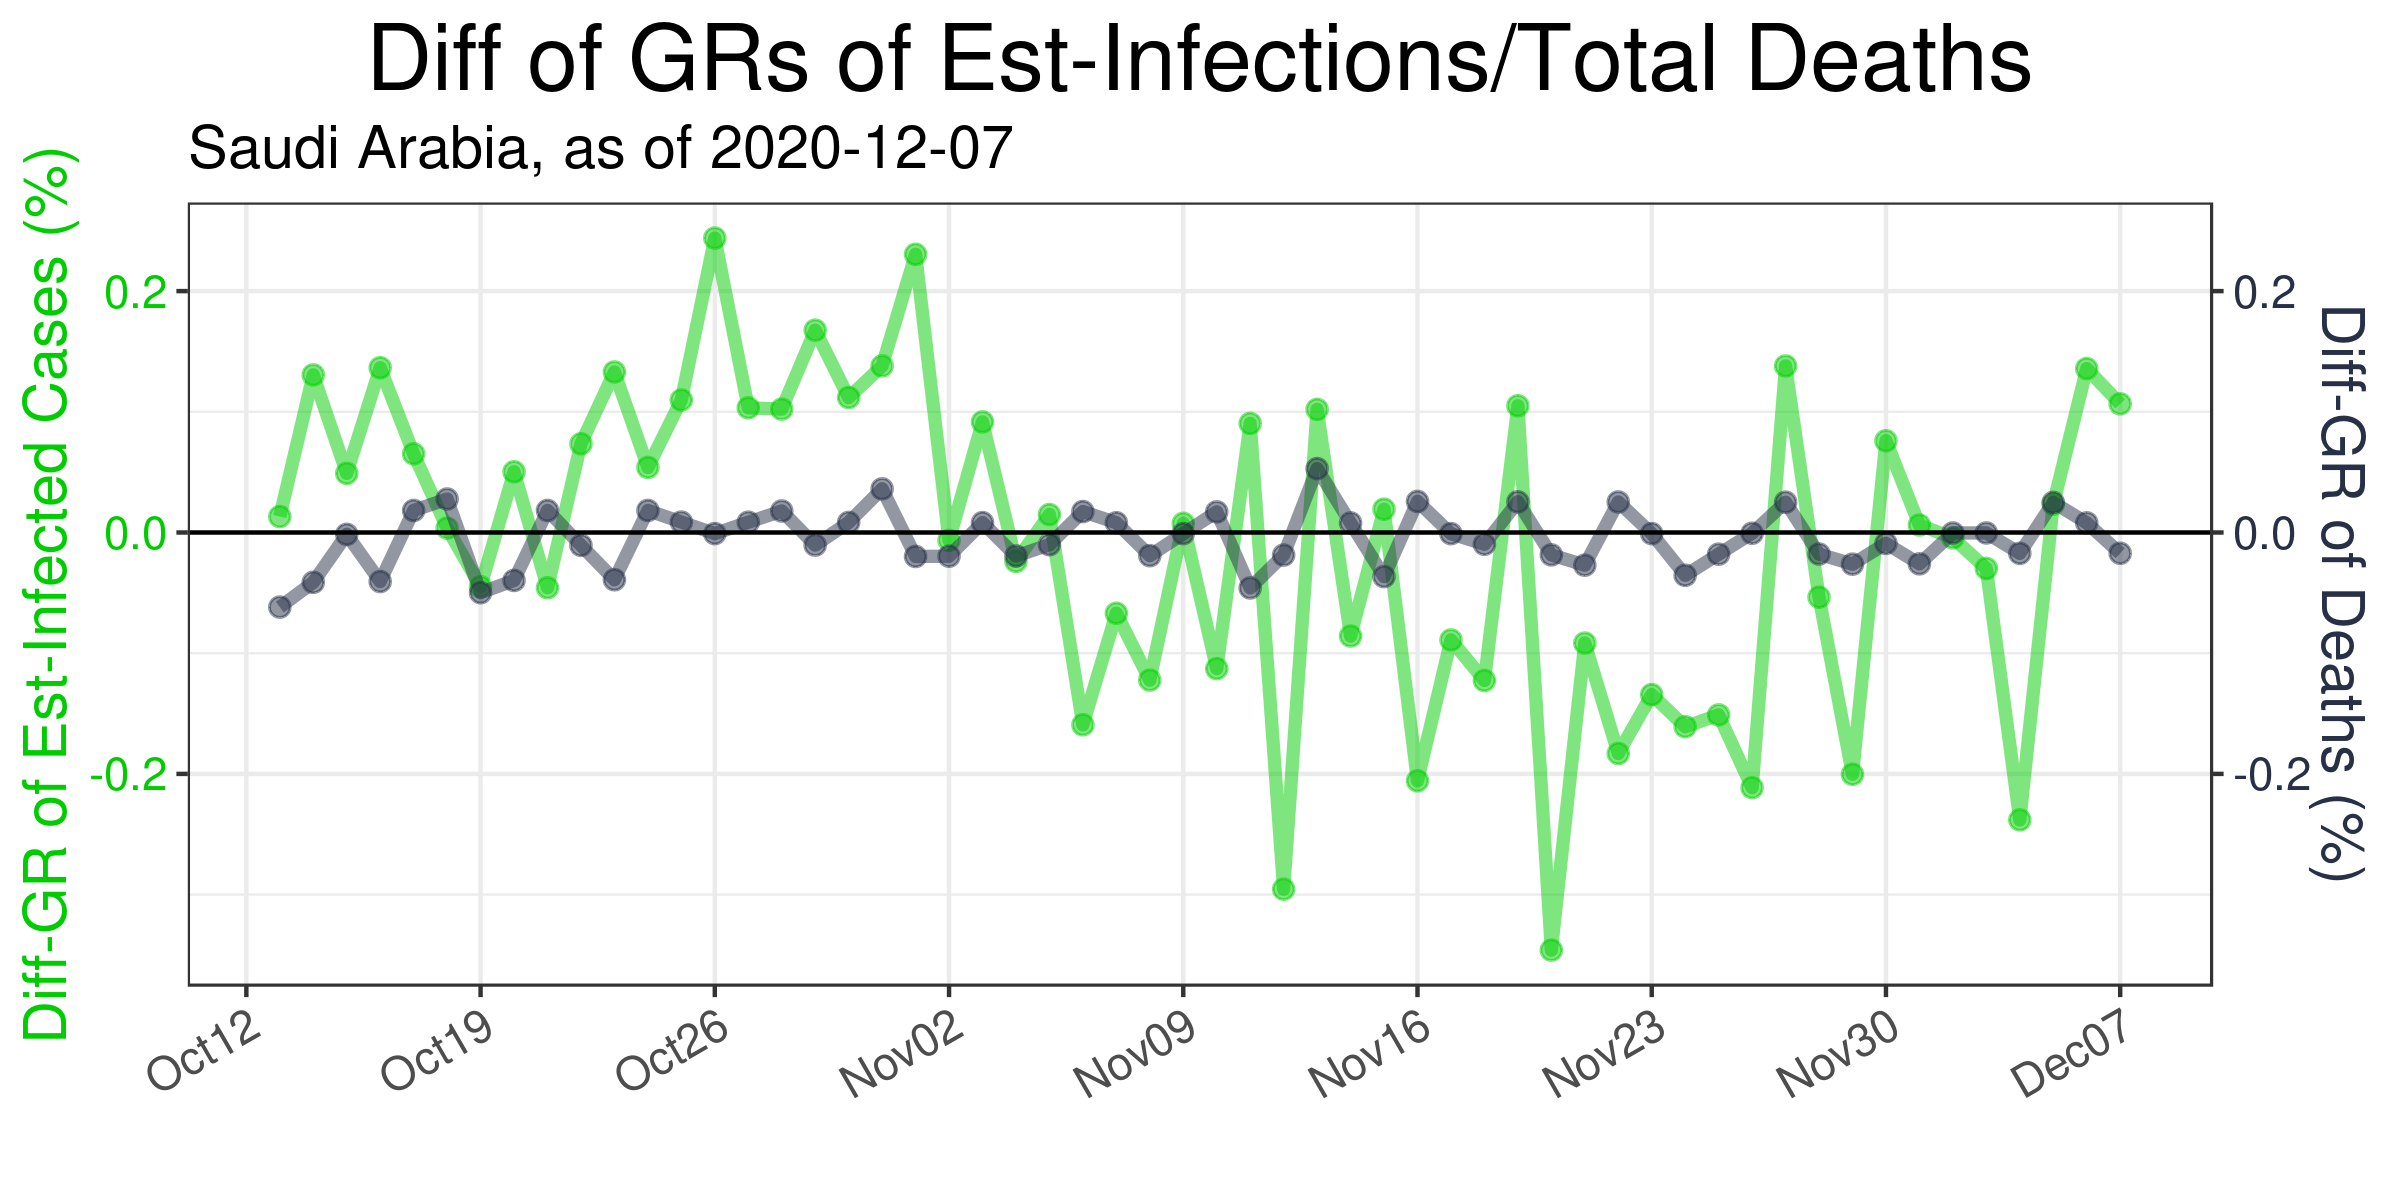 Diff of GRs of Est-Infections/Total Deaths
Saudi Arabia, as of 2020-12-07
Diff-GR of Est-Infected Cases (%)
0.2
0.0
-0.2
0.2
0.0
-0.2
Diff-GR of Deaths (%)
Oct12
Oct19
Oct26
Nov02
Nov09
Nov16
Nov23
Nov30
Dec07